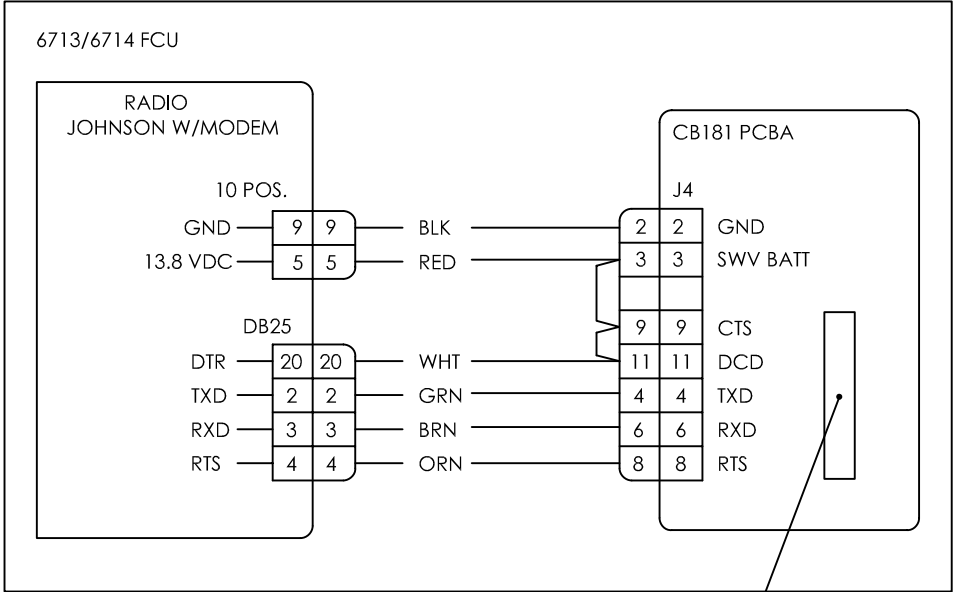 6713/6714 FCU
RADIO
JOHNSON W/MODEM
CB181 PCBA
10 POS.
J4
GND 9 9 BLK 2 2 GND
13.8 VDC 5 5 RED 3 3 SWV BATT
DB25
9 9 CTS
DTR 20 20 WHT 11 11 DCD
TXD 2 2 GRN 4 4 TXD
RXD 3 3 BRN 6 6 RXD
RTS 4 4 ORN 8 8 RTS